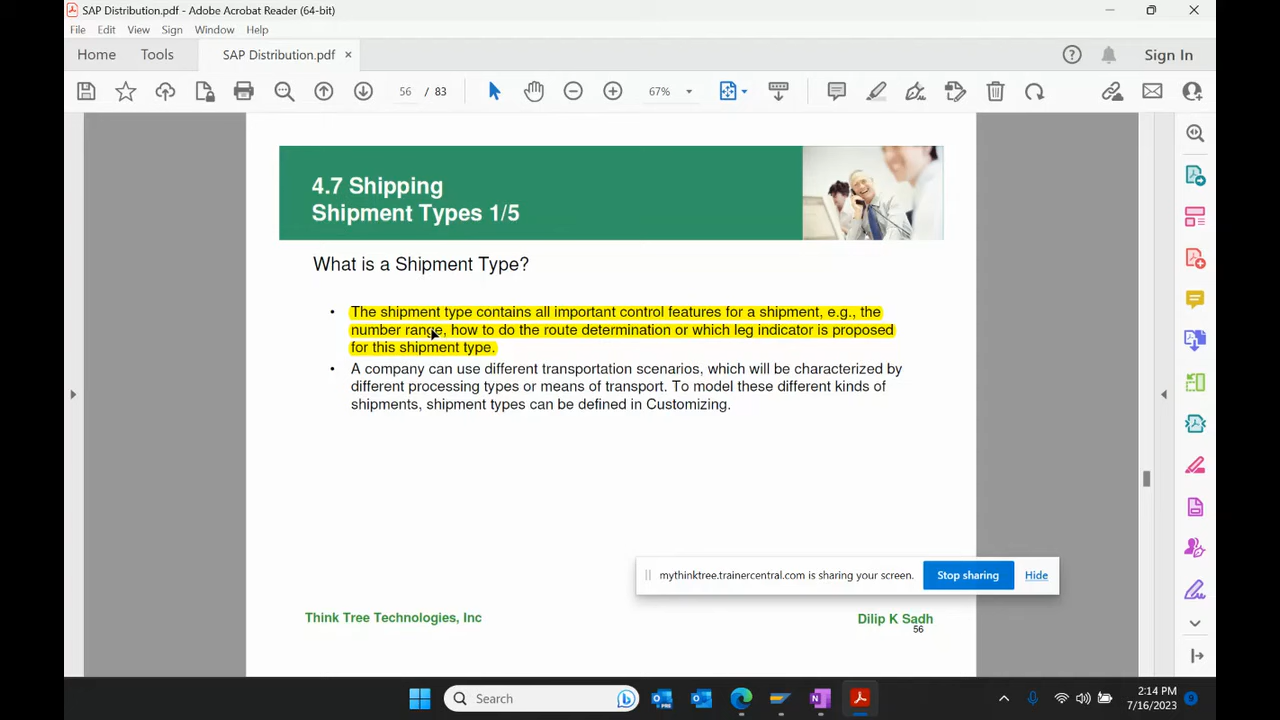 SAP Distribution.pdf - Adobe Acrobat Reader (64-bit)
File Edit View Sign Window Help
Home Tools SAP Distribution.pdf × Sign In
56 / 83 67%
4.7 Shipping
Shipment Types 1/5
What is a Shipment Type?
• The shipment type contains all important control features for a shipment, e.g., the
number range, how to do the route determination or which leg indicator is proposed
for this shipment type.
• A company can use different transportation scenarios, which will be characterized by
different processing types or means of transport. To model these different kinds of
shipments, shipment types can be defined in Customizing.
mythinktree.trainercentral.com is sharing your screen. Stop sharing Hide
Think Tree Technologies, Inc Dilip K Sadh
56
Search
2:14 PM
7/16/2023